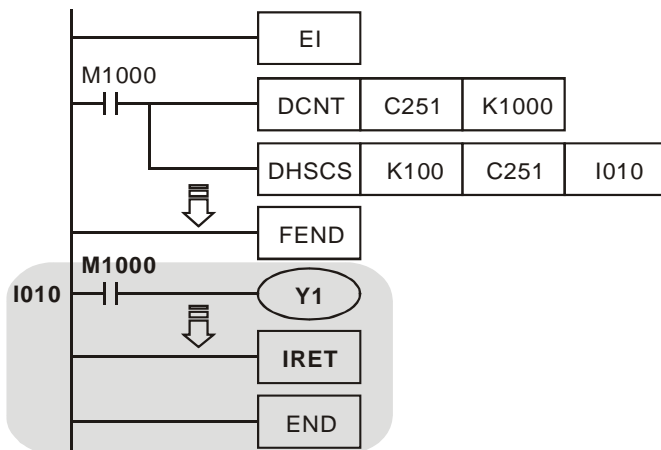 EI
M1000
DCNT C251 K1000
DHSCS K100 C251 I010
FEND
M1000
I010 Y1
IRET
END